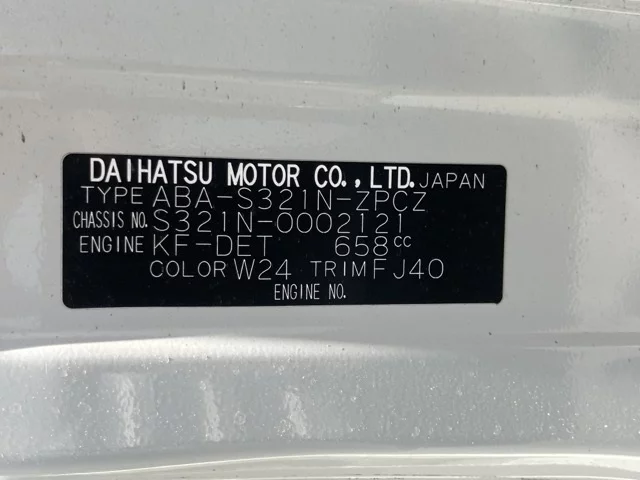 DAIHATSU MOTOR CO., LTD. JAPAN
TYPE ABA-S321N-ZPCZ
CHASSIS NO. S321N-0002121
ENGINE KF-DET 658cc
COLOR W24 TRIM FJ40
ENGINE NO.